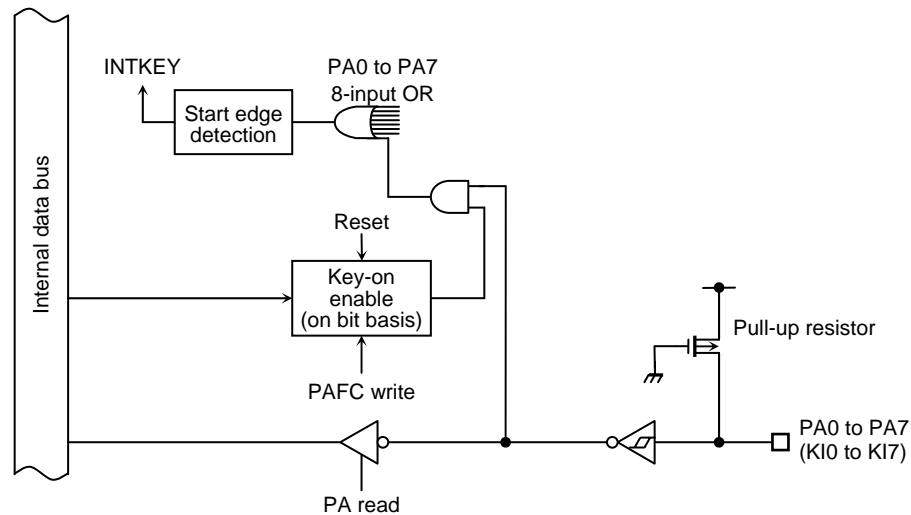 INTKEY
PA0 to PA7
8-input OR
Start edge
detection
Internal data bus
Reset
Key-on
enable
(on bit basis)
Pull-up resistor
PAFC write
PA0 to PA7
(KI0 to KI7)
PA read